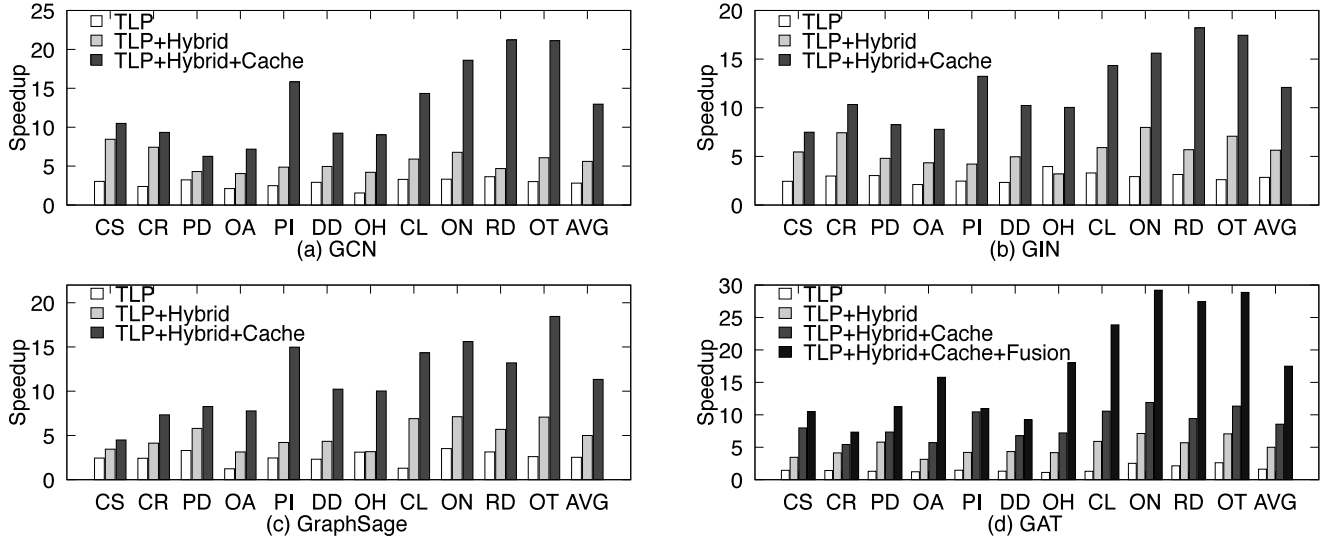 25
20
15
10
5
0
Speedup
TLP
TLP+Hybrid
TLP+Hybrid+Cache
CS CR PD OA PI DD OH CL ON RD OT AVG
(a) GCN
20
15
10
5
0
Speedup
TLP
TLP+Hybrid
TLP+Hybrid+Cache
CS CR PD OA PI DD OH CL ON RD OT AVG
(b) GIN
20
15
10
5
0
Speedup
TLP
TLP+Hybrid
TLP+Hybrid+Cache
CS CR PD OA PI DD OH CL ON RD OT AVG
(c) GraphSage
30
25
20
15
10
5
0
Speedup
TLP
TLP+Hybrid
TLP+Hybrid+Cache
TLP+Hybrid+Cache+Fusion
CS CR PD OA PI DD OH CL ON RD OT AVG
(d) GAT